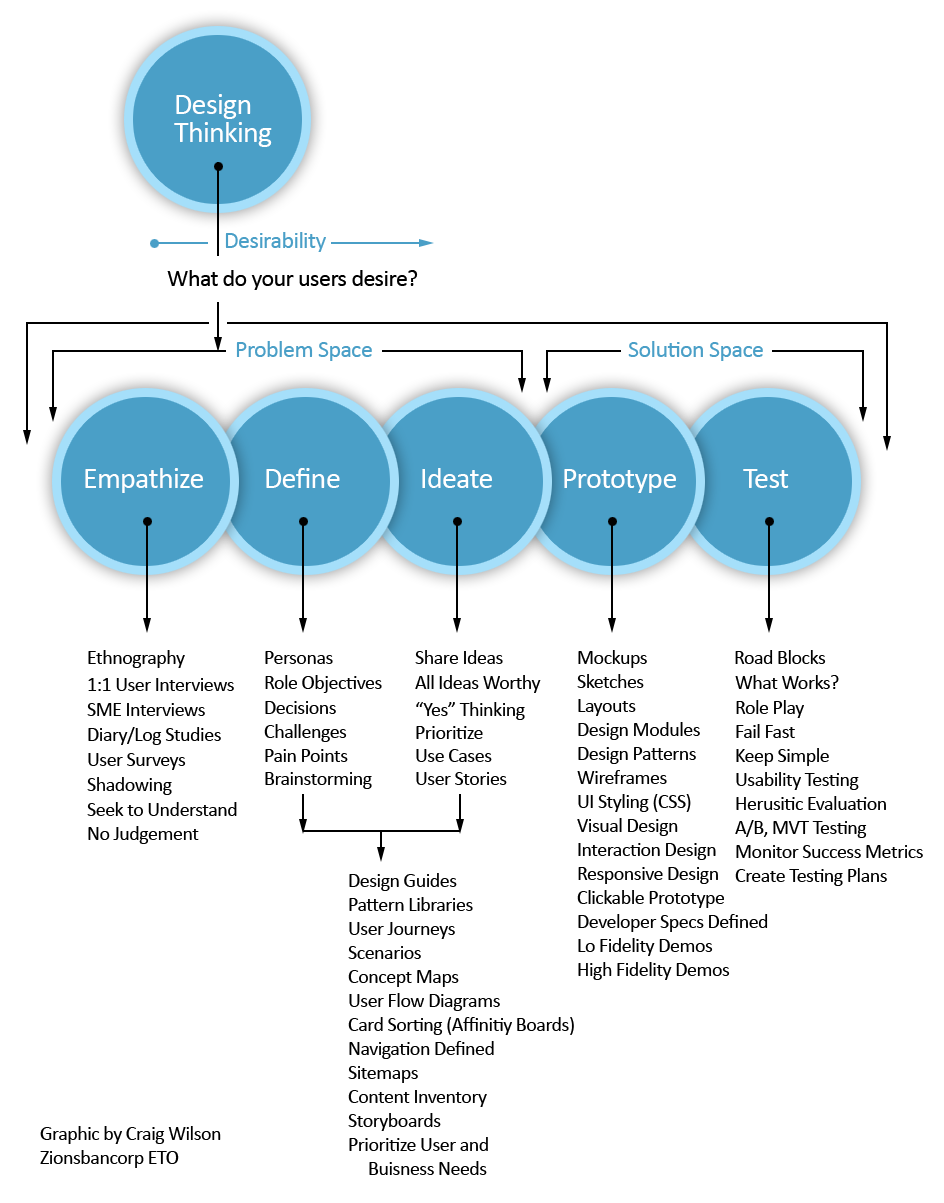 Design
Thinking
Desirability
What do your users desire?
Problem Space
Solution Space
Empathize
Define
Ideate
Prototype
Test
Ethnography
1:1 User Interviews
SME Interviews
Diary/Log Studies
User Surveys
Shadowing
Seek to Understand
No Judgement
Personas
Role Objectives
Decisions
Challenges
Pain Points
Brainstorming
Share Ideas
All Ideas Worthy
“Yes” Thinking
Prioritize
Use Cases
User Stories
Design Guides
Pattern Libraries
User Journeys
Scenarios
Concept Maps
User Flow Diagrams
Card Sorting (Affinitiy Boards)
Navigation Defined
Sitemaps
Content Inventory
Storyboards
Prioritize User and
Buisness Needs
Mockups
Sketches
Layouts
Design Modules
Design Patterns
Wireframes
UI Styling (CSS)
Visual Design
Interaction Design
Responsive Design
Clickable Prototype
Developer Specs Defined
Lo Fidelity Demos
High Fidelity Demos
Road Blocks
What Works?
Role Play
Fail Fast
Keep Simple
Usability Testing
Herusitic Evaluation
A/B, MVT Testing
Monitor Success Metrics
Create Testing Plans
Graphic by Craig Wilson
Zionsbancorp ETO